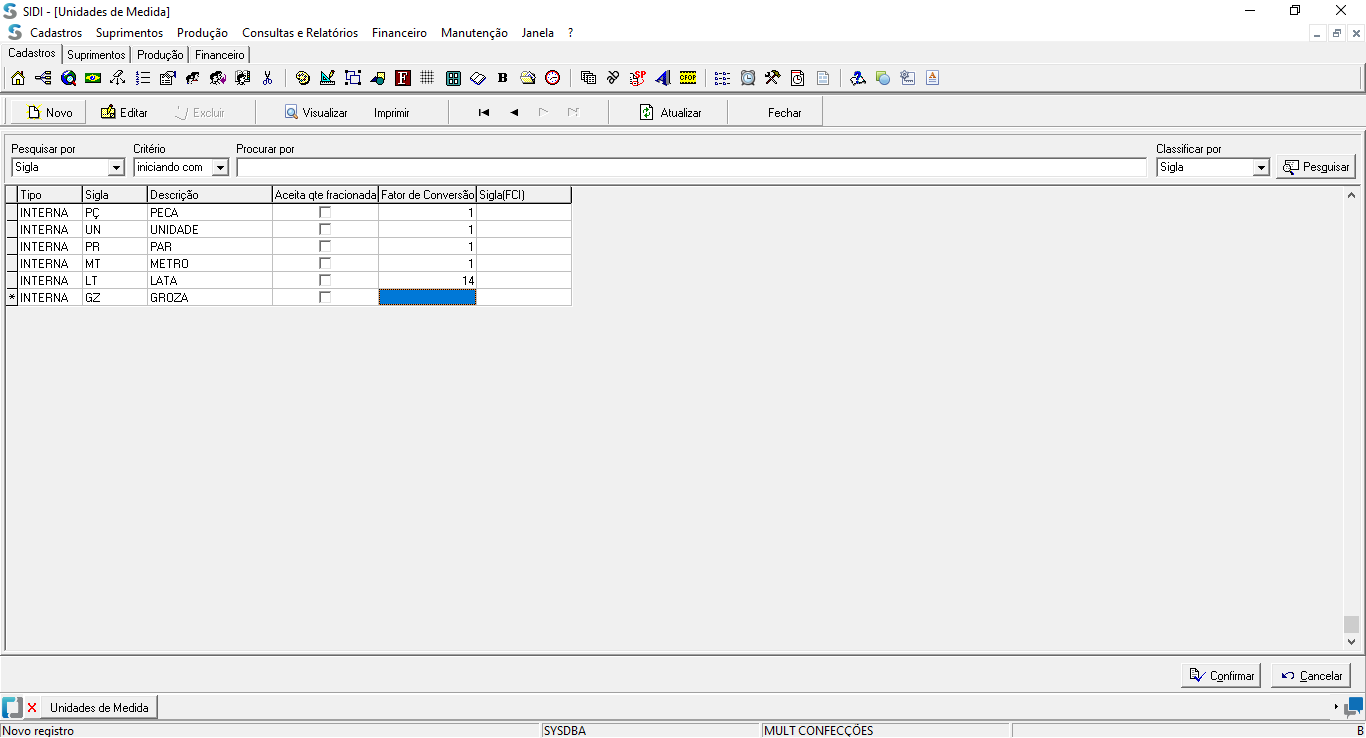 SIDI - [Unidades de Medida]
Cadastros Suprimentos Produção Consultas e Relatórios Financeiro Manutenção Janela ?
Cadastros Suprimentos Produção Financeiro
F B SP CFOP
Novo Editar Excluir Visualizar Imprimir Atualizar Fechar
Pesquisar por Critério Procurar por Classificar por
Sigla iniciando com Sigla Pesquisar
Tipo Sigla Descrição Aceita qte fracionada Fator de Conversão Sigla(FCI)
INTERNA PÇ PECA 1
INTERNA UN UNIDADE 1
INTERNA PR PAR 1
INTERNA MT METRO 1
INTERNA LT LATA 14
* INTERNA GZ GROZA
Confirmar Cancelar
Unidades de Medida
Novo registro SYSDBA MULT CONFECÇÕES B